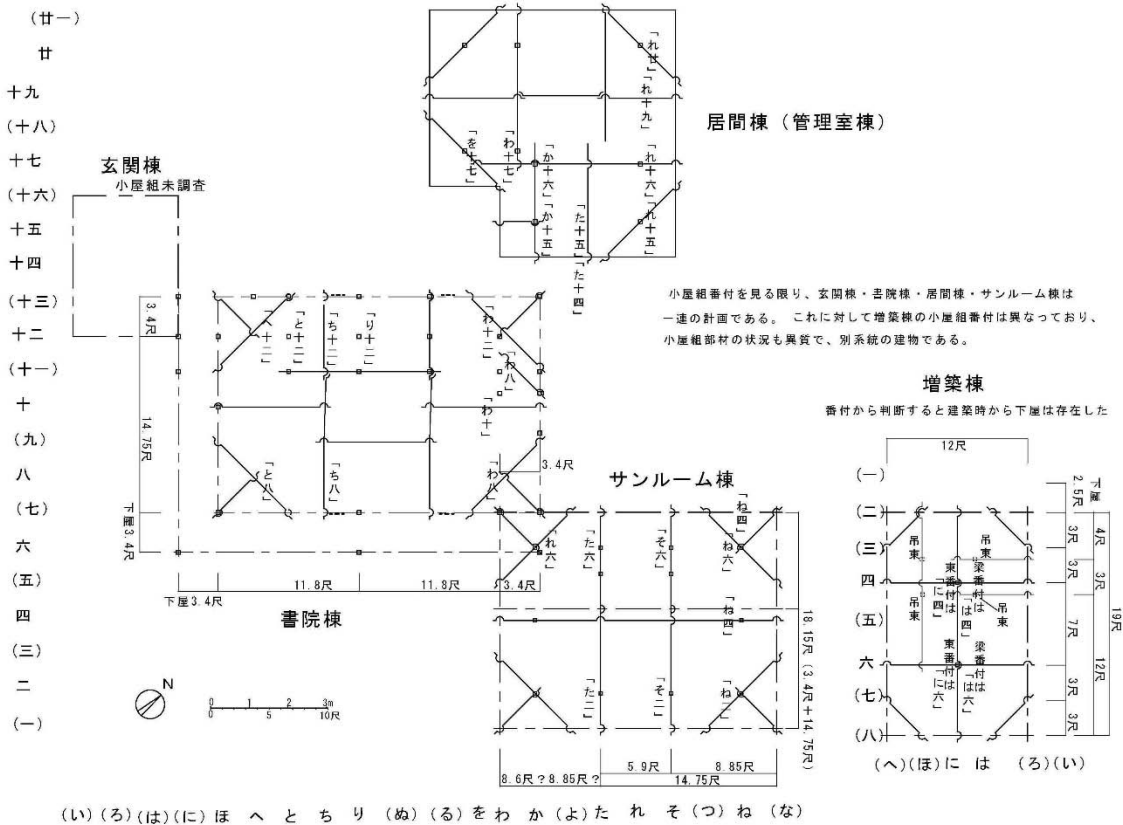 (廿一)
廿
十九
(十八)
十七
(十六)
十五
十四
(十三)
十二
(十一)
十
(九)
八
(七)
六
(五)
四
(三)
二
(一)
玄関棟
小屋組未調査
居間棟（管理室棟）
「れ廿」
「れ十九」
「を十七」
「わ十七」
「か十六」
「か十五」
「た十五」
「た十四」
「れ十六」
「れ十五」
小屋組番付を見る限り、玄関棟・書院棟・居間棟・サンルーム棟は
一連の計画である。 これに対して増築棟の小屋組番付は異なっており、
小屋組部材の状況も異質で、別系統の建物である。
3.4尺
14.75尺
下屋3.4尺
「へ十二」
「と十二」
「ち十二」
「り十二」
「わ十二」
「わ八」
「わ十」
「と八」
「ち八」
「わ八」
3.4尺
11.8尺
11.8尺
3.4尺
下屋3.4尺
書院棟
N
0 1 2 3m
0 5 10尺
サンルーム棟
「れ六」
「た六」
「そ六」
「ね四」
「ね六」
「ね四」
「た二」
「そ二」
「ね二」
18.15尺（3.4尺＋14.75尺）
5.9尺
8.85尺
8.6尺？8.85尺？
14.75尺
増築棟
番付から判断すると建築時から下屋は存在した
12尺
(一)
(二)
(三)
四
(五)
六
(七)
(八)
下屋
2.5尺
3尺
3尺
7尺
3尺
3尺
4尺
3尺
12尺
19尺
吊束
吊束
吊束
吊束
束番付は「に四」
梁番付は「は四」
束番付は「に六」
梁番付は「は六」
(へ)(ほ)に は (ろ)(い)
(い)(ろ)(は)(に)ほ へ と ち り (ぬ)(る)を わ か (よ)た れ そ (つ)ね (な)